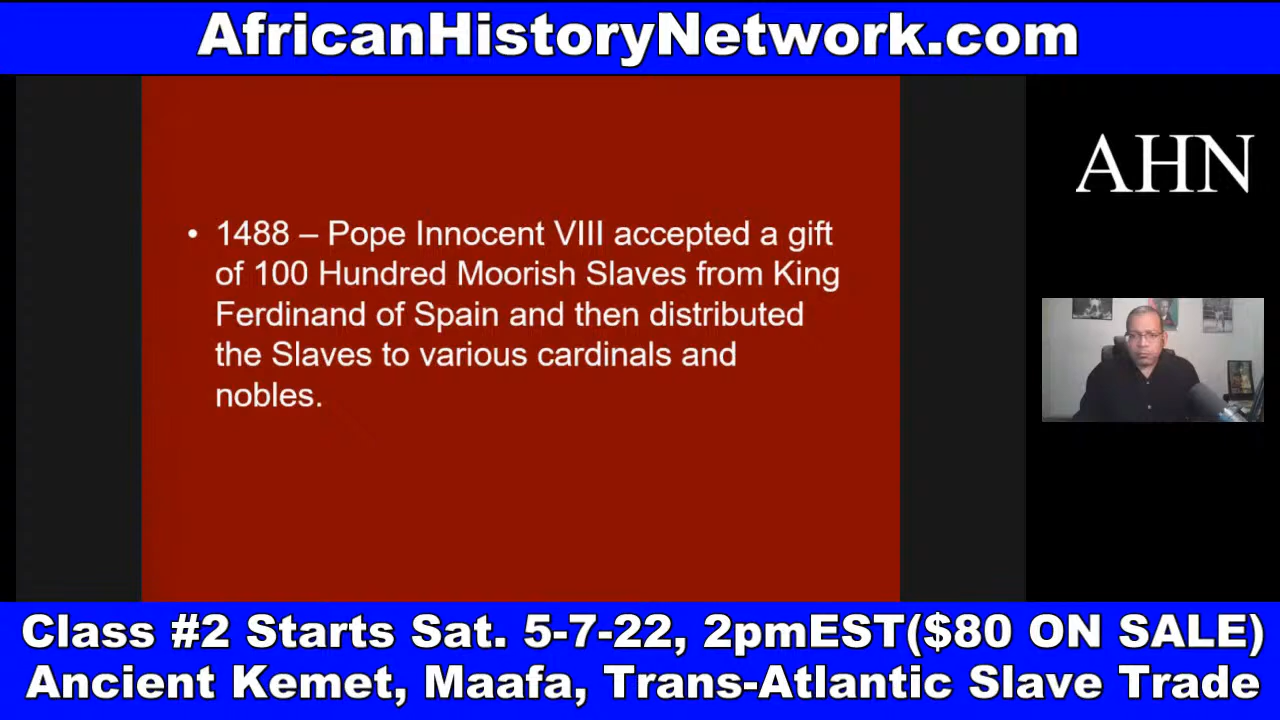 AfricanHistoryNetwork.com
AHN
• 1488 – Pope Innocent VIII accepted a gift
of 100 Hundred Moorish Slaves from King
Ferdinand of Spain and then distributed
the Slaves to various cardinals and
nobles.
Class #2 Starts Sat. 5-7-22, 2pmEST($80 ON SALE)
Ancient Kemet, Maafa, Trans-Atlantic Slave Trade